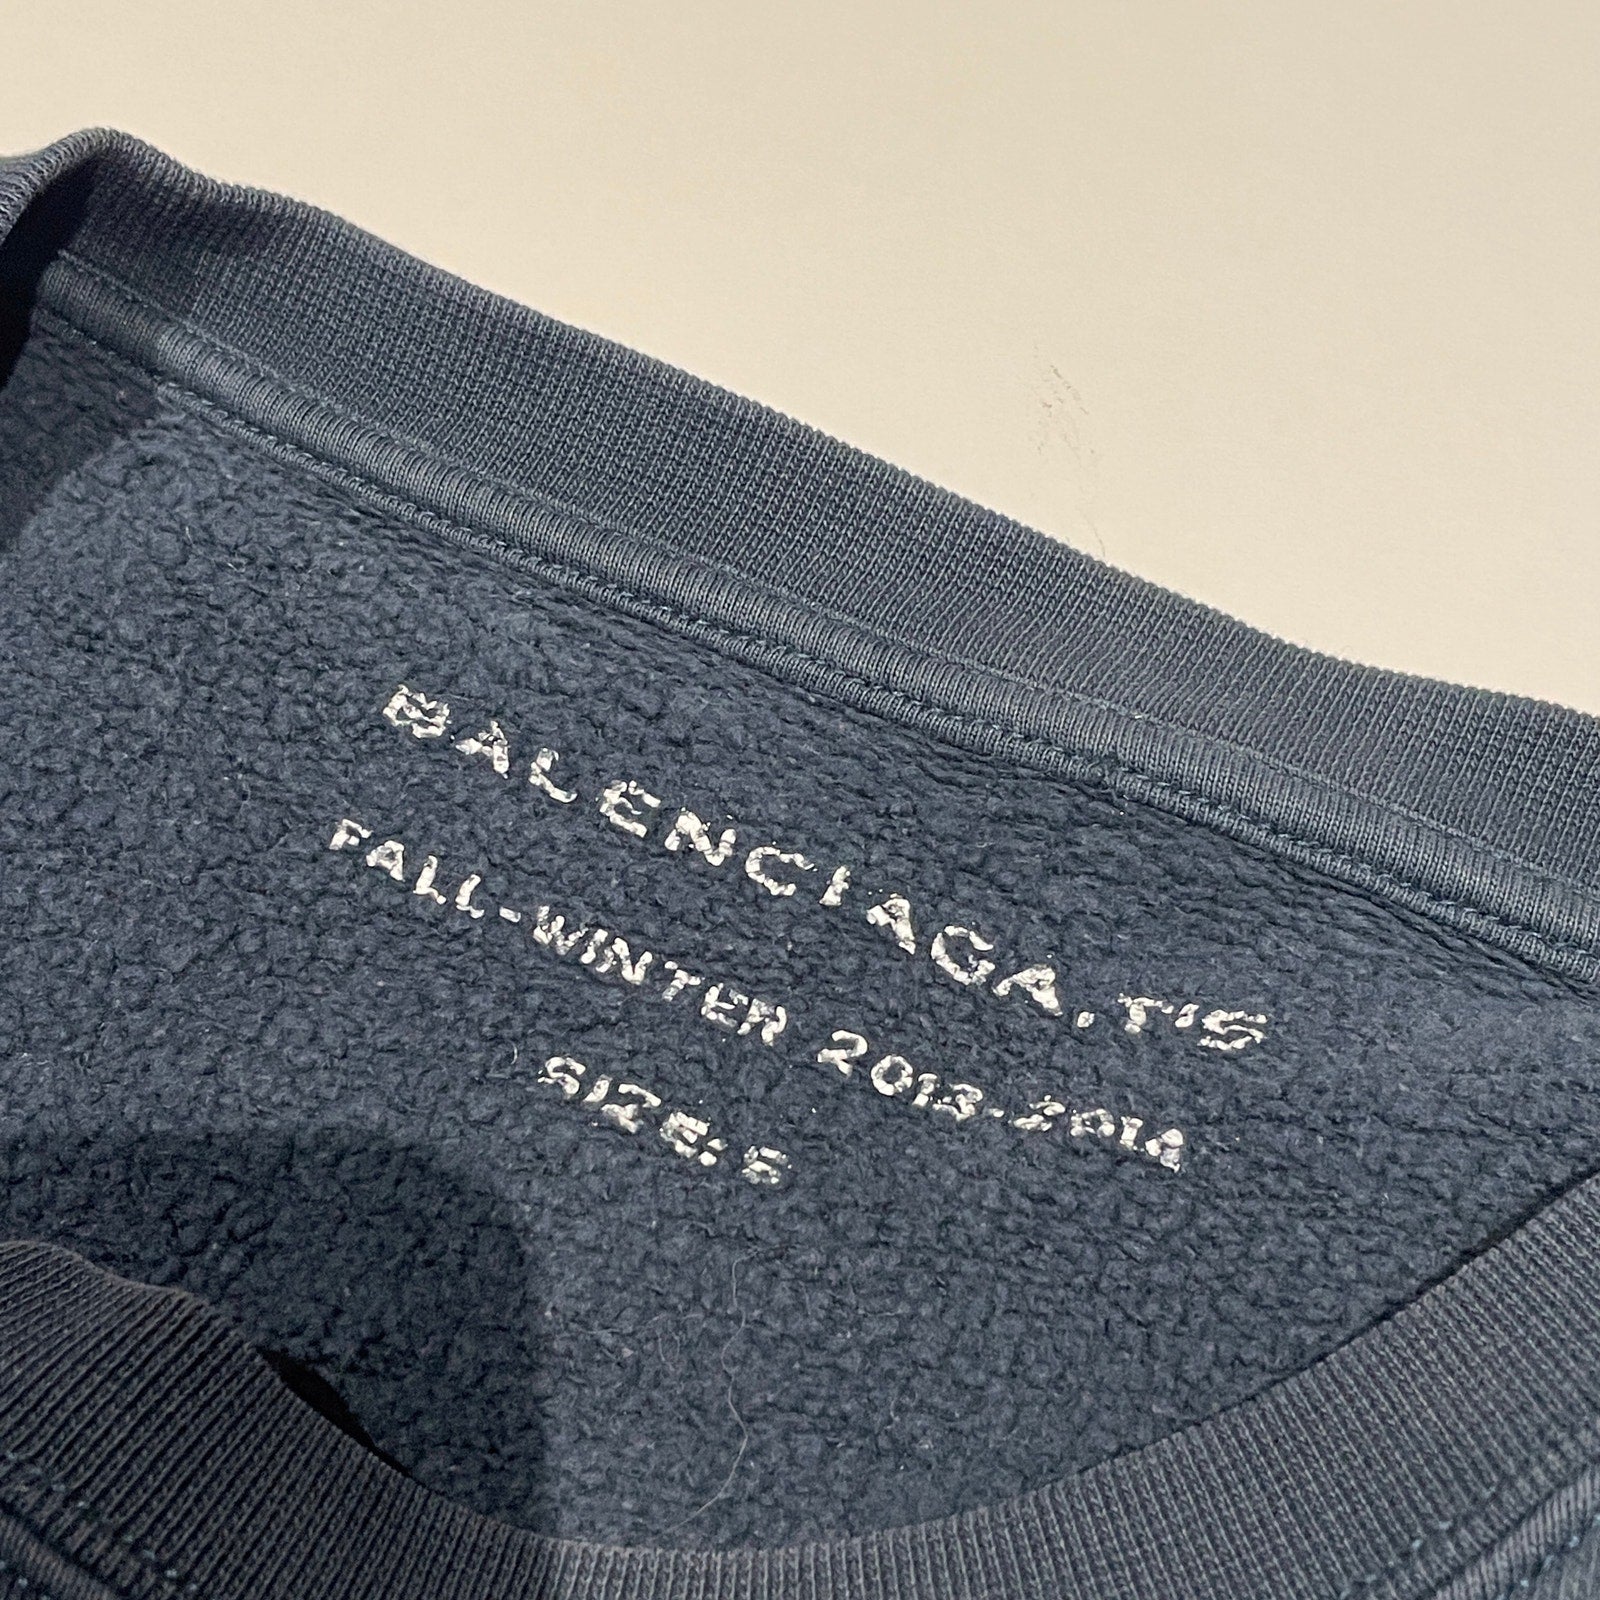 BALENCIAGA.T'S
FALL-WINTER 2013-2014
SIZE: